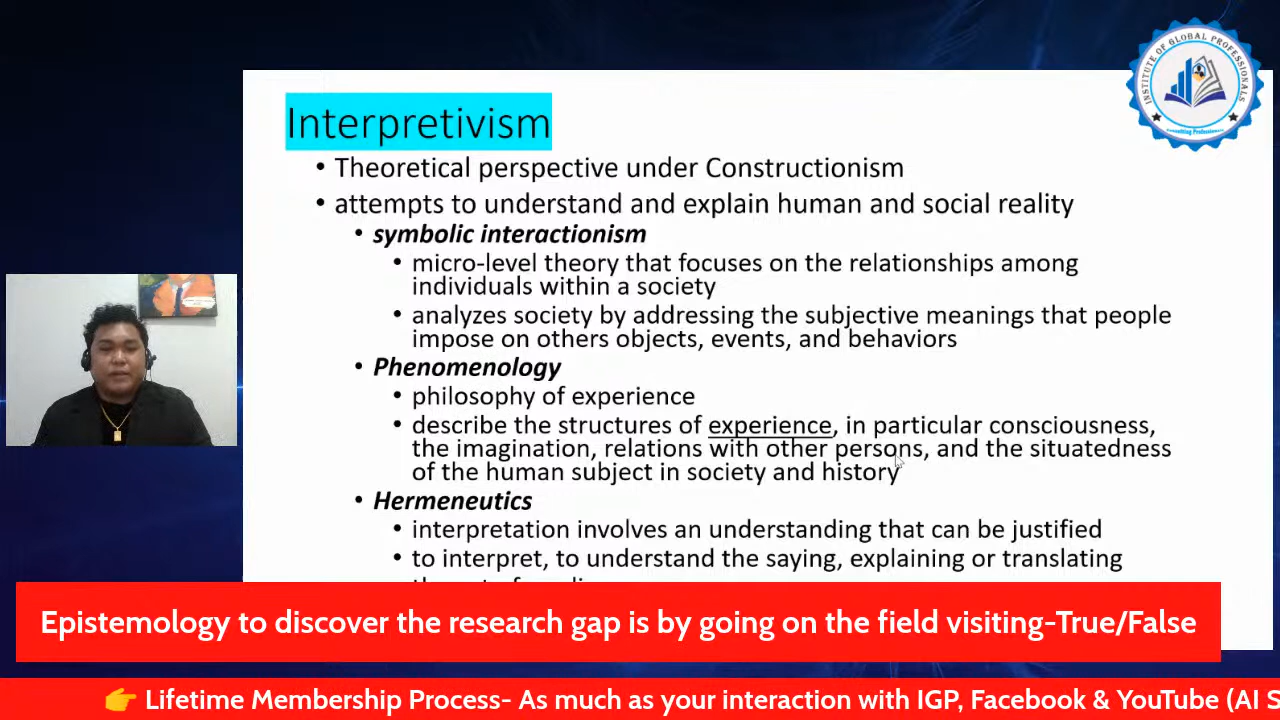 INSTITUTE OF GLOBAL PROFESSIONALS
Connecting Professionals
Interpretivism
• Theoretical perspective under Constructionism
• attempts to understand and explain human and social reality
• symbolic interactionism
• micro-level theory that focuses on the relationships among
individuals within a society
• analyzes society by addressing the subjective meanings that people
impose on others objects, events, and behaviors
• Phenomenology
• philosophy of experience
• describe the structures of experience, in particular consciousness,
the imagination, relations with other persons, and the situatedness
of the human subject in society and history
• Hermeneutics
• interpretation involves an understanding that can be justified
• to interpret, to understand the saying, explaining or translating
Epistemology to discover the research gap is by going on the field visiting-True/False
👉 Lifetime Membership Process- As much as your interaction with IGP, Facebook & YouTube (AI S